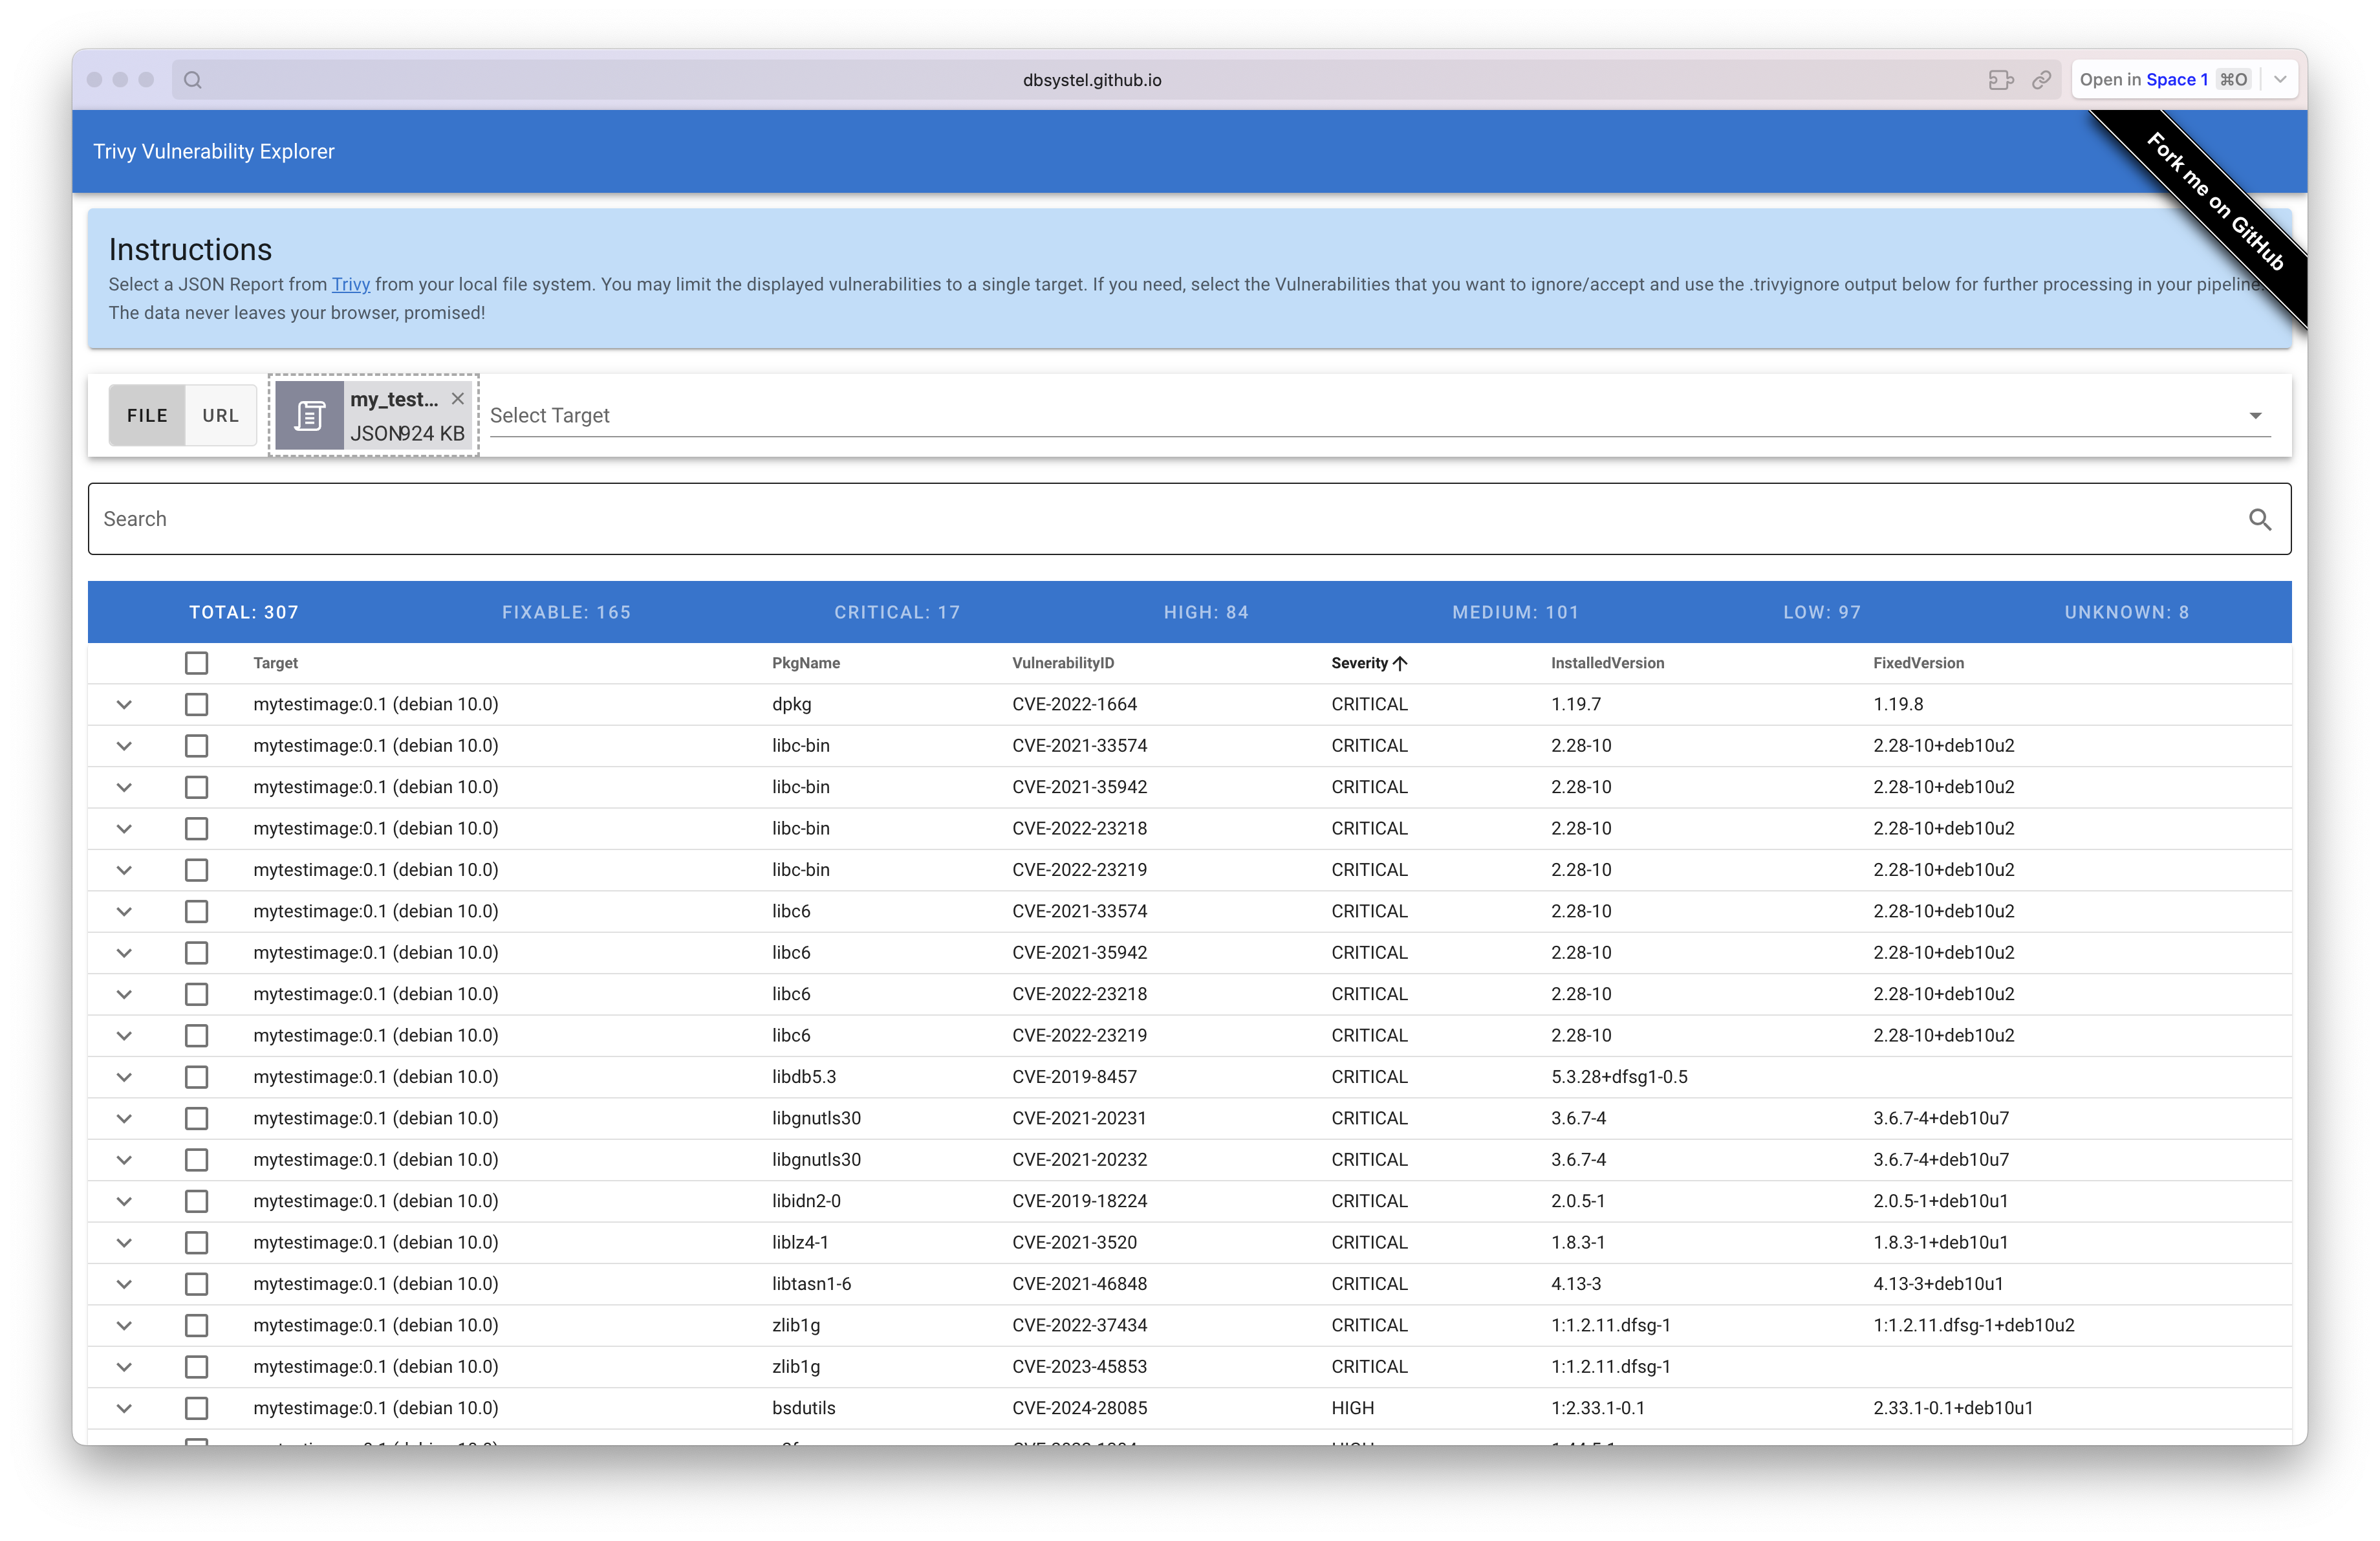 dbsystel.github.io
Open in Space 1 ⌘O
Trivy Vulnerability Explorer
Fork me on GitHub
Instructions
Select a JSON Report from Trivy from your local file system. You may limit the displayed vulnerabilities to a single target. If you need, select the Vulnerabilities that you want to ignore/accept and use the .trivyignore output below for further processing in your pipeline.
The data never leaves your browser, promised!
FILE URL my_test... Select Target
JSON 924 KB
Search
TOTAL: 307 FIXABLE: 165 CRITICAL: 17 HIGH: 84 MEDIUM: 101 LOW: 97 UNKNOWN: 8
Target PkgName VulnerabilityID Severity InstalledVersion FixedVersion
mytestimage:0.1 (debian 10.0) dpkg CVE-2022-1664 CRITICAL 1.19.7 1.19.8
mytestimage:0.1 (debian 10.0) libc-bin CVE-2021-33574 CRITICAL 2.28-10 2.28-10+deb10u2
mytestimage:0.1 (debian 10.0) libc-bin CVE-2021-35942 CRITICAL 2.28-10 2.28-10+deb10u2
mytestimage:0.1 (debian 10.0) libc-bin CVE-2022-23218 CRITICAL 2.28-10 2.28-10+deb10u2
mytestimage:0.1 (debian 10.0) libc-bin CVE-2022-23219 CRITICAL 2.28-10 2.28-10+deb10u2
mytestimage:0.1 (debian 10.0) libc6 CVE-2021-33574 CRITICAL 2.28-10 2.28-10+deb10u2
mytestimage:0.1 (debian 10.0) libc6 CVE-2021-35942 CRITICAL 2.28-10 2.28-10+deb10u2
mytestimage:0.1 (debian 10.0) libc6 CVE-2022-23218 CRITICAL 2.28-10 2.28-10+deb10u2
mytestimage:0.1 (debian 10.0) libc6 CVE-2022-23219 CRITICAL 2.28-10 2.28-10+deb10u2
mytestimage:0.1 (debian 10.0) libdb5.3 CVE-2019-8457 CRITICAL 5.3.28+dfsg1-0.5
mytestimage:0.1 (debian 10.0) libgnutls30 CVE-2021-20231 CRITICAL 3.6.7-4 3.6.7-4+deb10u7
mytestimage:0.1 (debian 10.0) libgnutls30 CVE-2021-20232 CRITICAL 3.6.7-4 3.6.7-4+deb10u7
mytestimage:0.1 (debian 10.0) libidn2-0 CVE-2019-18224 CRITICAL 2.0.5-1 2.0.5-1+deb10u1
mytestimage:0.1 (debian 10.0) liblz4-1 CVE-2021-3520 CRITICAL 1.8.3-1 1.8.3-1+deb10u1
mytestimage:0.1 (debian 10.0) libtasn1-6 CVE-2021-46848 CRITICAL 4.13-3 4.13-3+deb10u1
mytestimage:0.1 (debian 10.0) zlib1g CVE-2022-37434 CRITICAL 1:1.2.11.dfsg-1 1:1.2.11.dfsg-1+deb10u2
mytestimage:0.1 (debian 10.0) zlib1g CVE-2023-45853 CRITICAL 1:1.2.11.dfsg-1
mytestimage:0.1 (debian 10.0) bsdutils CVE-2024-28085 HIGH 1:2.33.1-0.1 2.33.1-0.1+deb10u1